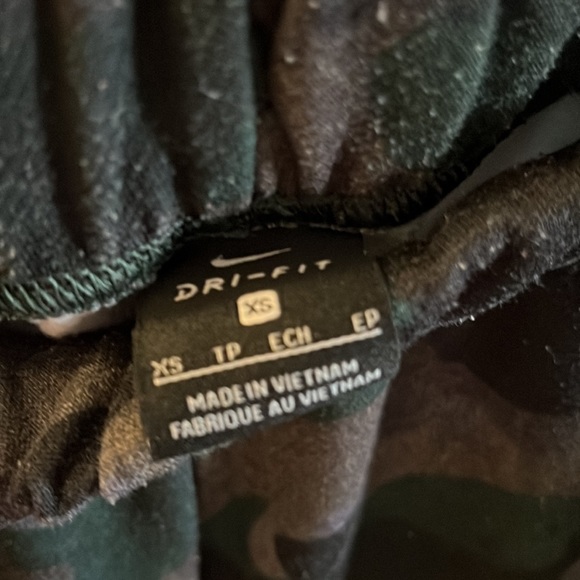 DRI-FIT
XS
XS TP ECH EP
MADE IN VIETNAM
FABRIQUE AU VIETNAM